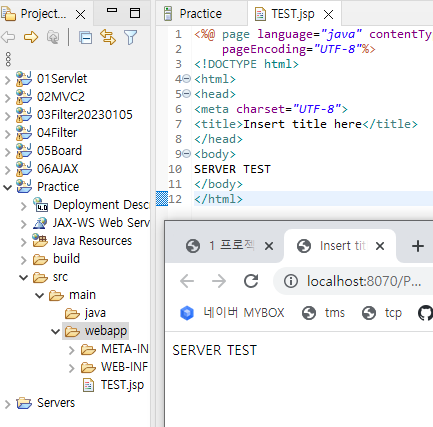 Project...
01Servlet
02MVC2
03Filter20230105
04Filter
05Board
06AJAX
Practice
Deployment Descr
JAX-WS Web Serv
Java Resources
build
src
main
java
webapp
META-IN
WEB-INF
TEST.jsp
Servers
Practice
TEST.jsp
1 <%@ page language="java" contentTy
2 pageEncoding="UTF-8"%>
3 <!DOCTYPE html>
4 <html>
5 <head>
6 <meta charset="UTF-8">
7 <title>Insert title here</title>
8 </head>
9 <body>
10 SERVER TEST
11 </body>
12 </html>
1 프로젝
Insert tit
localhost:8070/P...
네이버 MYBOX
tms
tcp
SERVER TEST